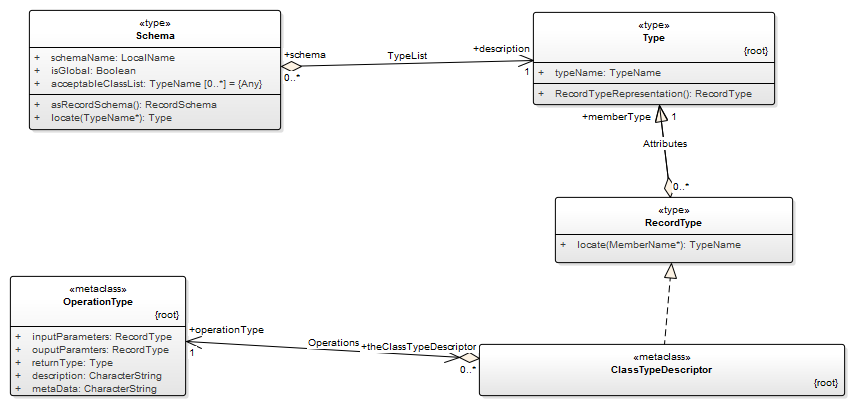 «type»
Schema
+ schemaName: LocalName
+ isGlobal: Boolean
+ acceptableClassList: TypeName [0..*] = {Any}
+ asRecordSchema(): RecordSchema
+ locate(TypeName*): Type
+schema
0..*
TypeList
+description
1
«type»
Type
{root}
+ typeName: TypeName
+ RecordTypeRepresentation(): RecordType
+memberType
1
Attributes
0..*
«type»
RecordType
+ locate(MemberName*): TypeName
«metaclass»
OperationType
{root}
+ inputParameters: RecordType
+ ouputParamters: RecordType
+ returnType: Type
+ description: CharacterString
+ metaData: CharacterString
+operationType
1
Operations
+theClassTypeDescriptor
0..*
«metaclass»
ClassTypeDescriptor
{root}